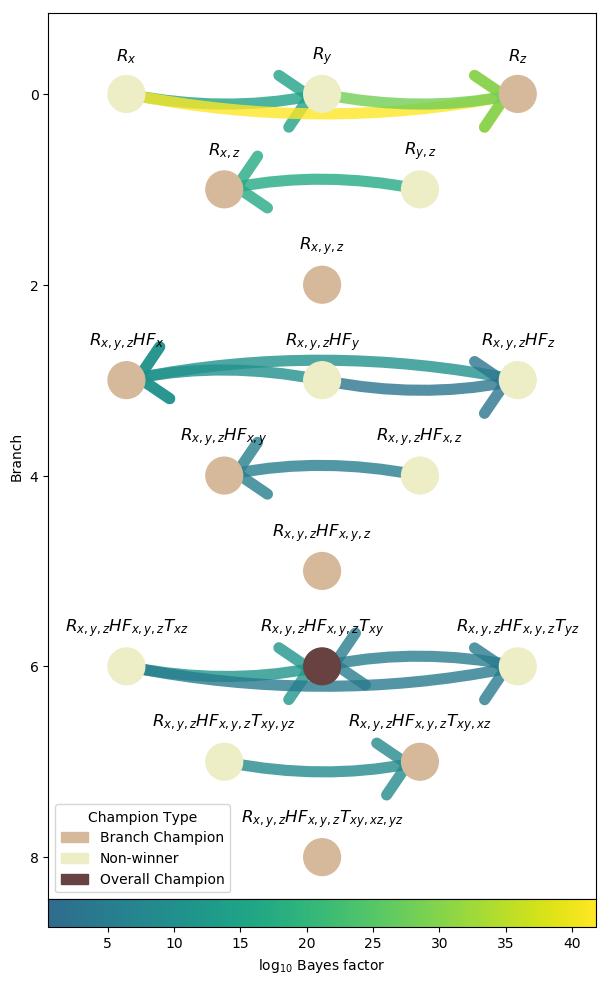 R_x R_y R_z
0
R_{x,z} R_{y,z}
R_{x,y,z}
2
R_{x,y,z}HF_x R_{x,y,z}HF_y R_{x,y,z}HF_z
R_{x,y,z}HF_{x,y} R_{x,y,z}HF_{x,z}
4
Branch
R_{x,y,z}HF_{x,y,z}
R_{x,y,z}HF_{x,y,z}T_{xz} R_{x,y,z}HF_{x,y,z}T_{xy} R_{x,y,z}HF_{x,y,z}T_{yz}
6
R_{x,y,z}HF_{x,y,z}T_{xy,yz} R_{x,y,z}HF_{x,y,z}T_{xy,xz}
R_{x,y,z}HF_{x,y,z}T_{xy,xz,yz}
8
Champion Type
Branch Champion
Non-winner
Overall Champion
5 10 15 20 25 30 35 40
log_{10} Bayes factor